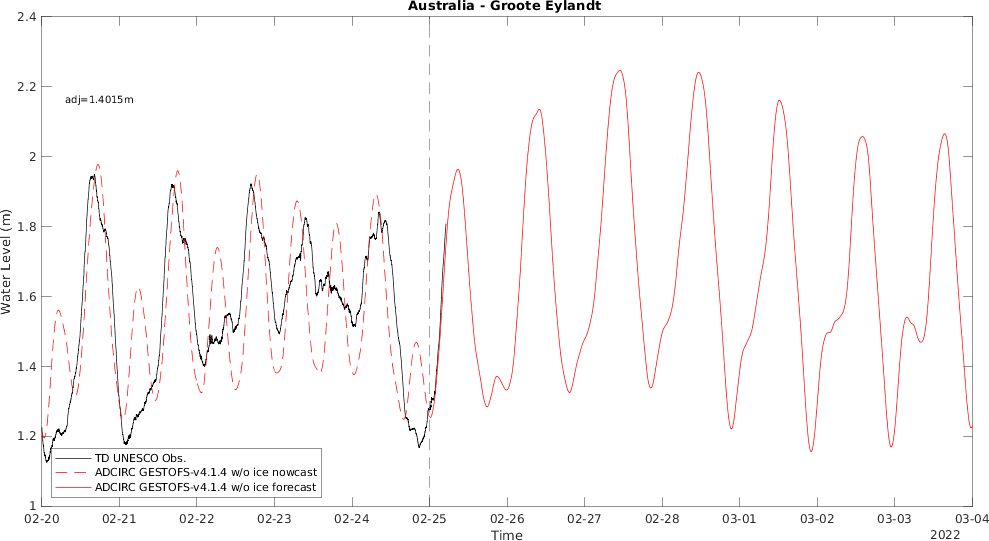 Australia - Groote Eylandt
2.4
2.2
2
1.8
1.6
1.4
1.2
1
Water Level (m)
adj=1.4015m
TD UNESCO Obs.
ADCIRC GESTOFS-v4.1.4 w/o ice nowcast
ADCIRC GESTOFS-v4.1.4 w/o ice forecast
02-20 02-21 02-22 02-23 02-24 02-25 02-26 02-27 02-28 03-01 03-02 03-03 03-04
Time
2022